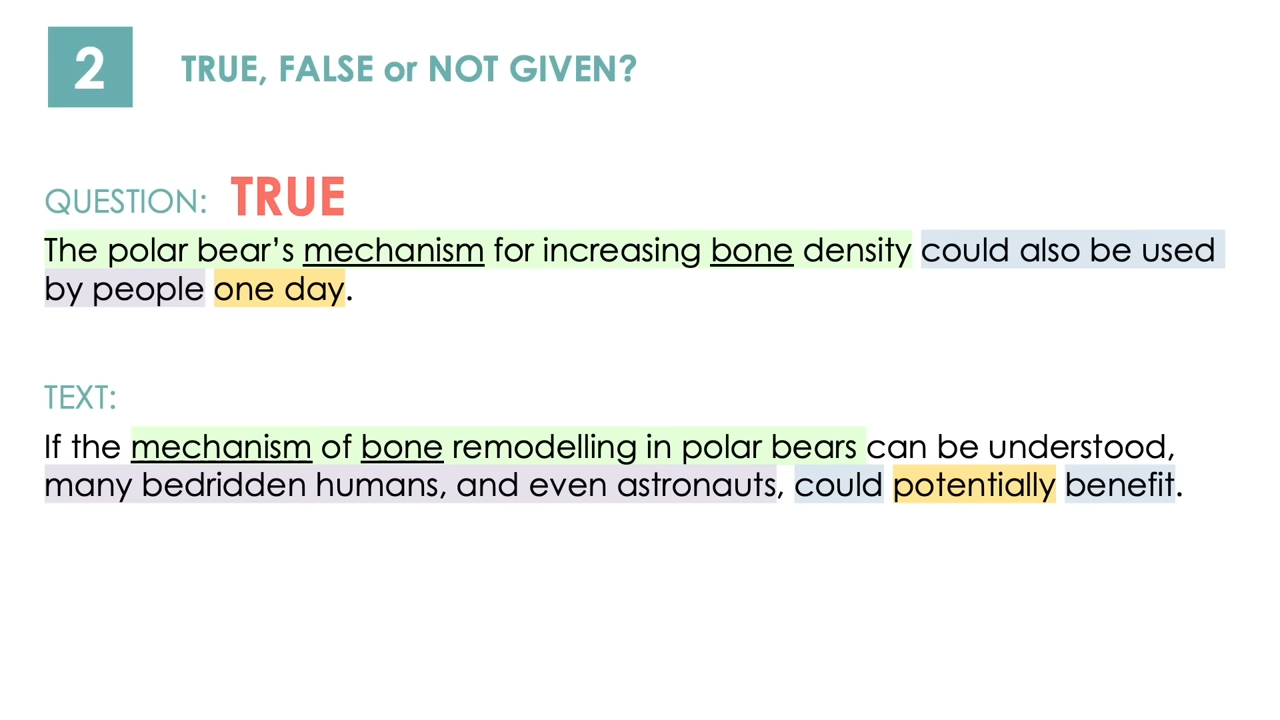 2
TRUE, FALSE or NOT GIVEN?
QUESTION: TRUE
The polar bear’s mechanism for increasing bone density could also be used
by people one day.
TEXT:
If the mechanism of bone remodelling in polar bears can be understood,
many bedridden humans, and even astronauts, could potentially benefit.